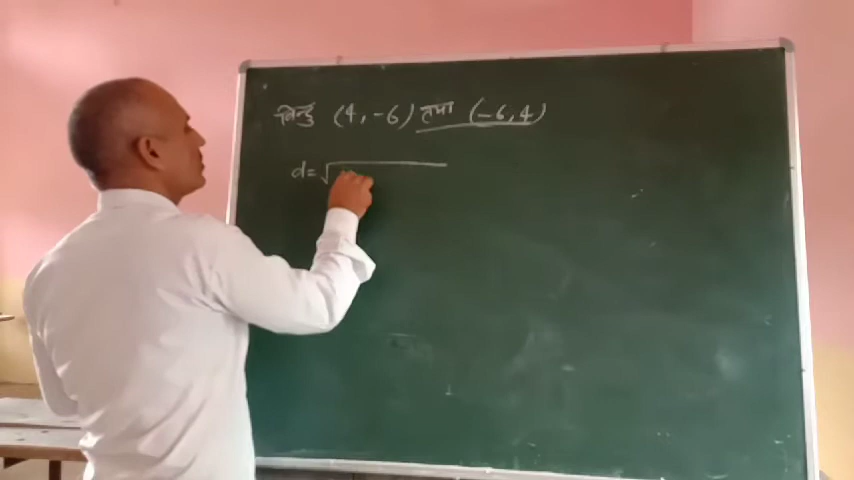 बिन्दु (4, -6) तथा (-6, 4)
d = √